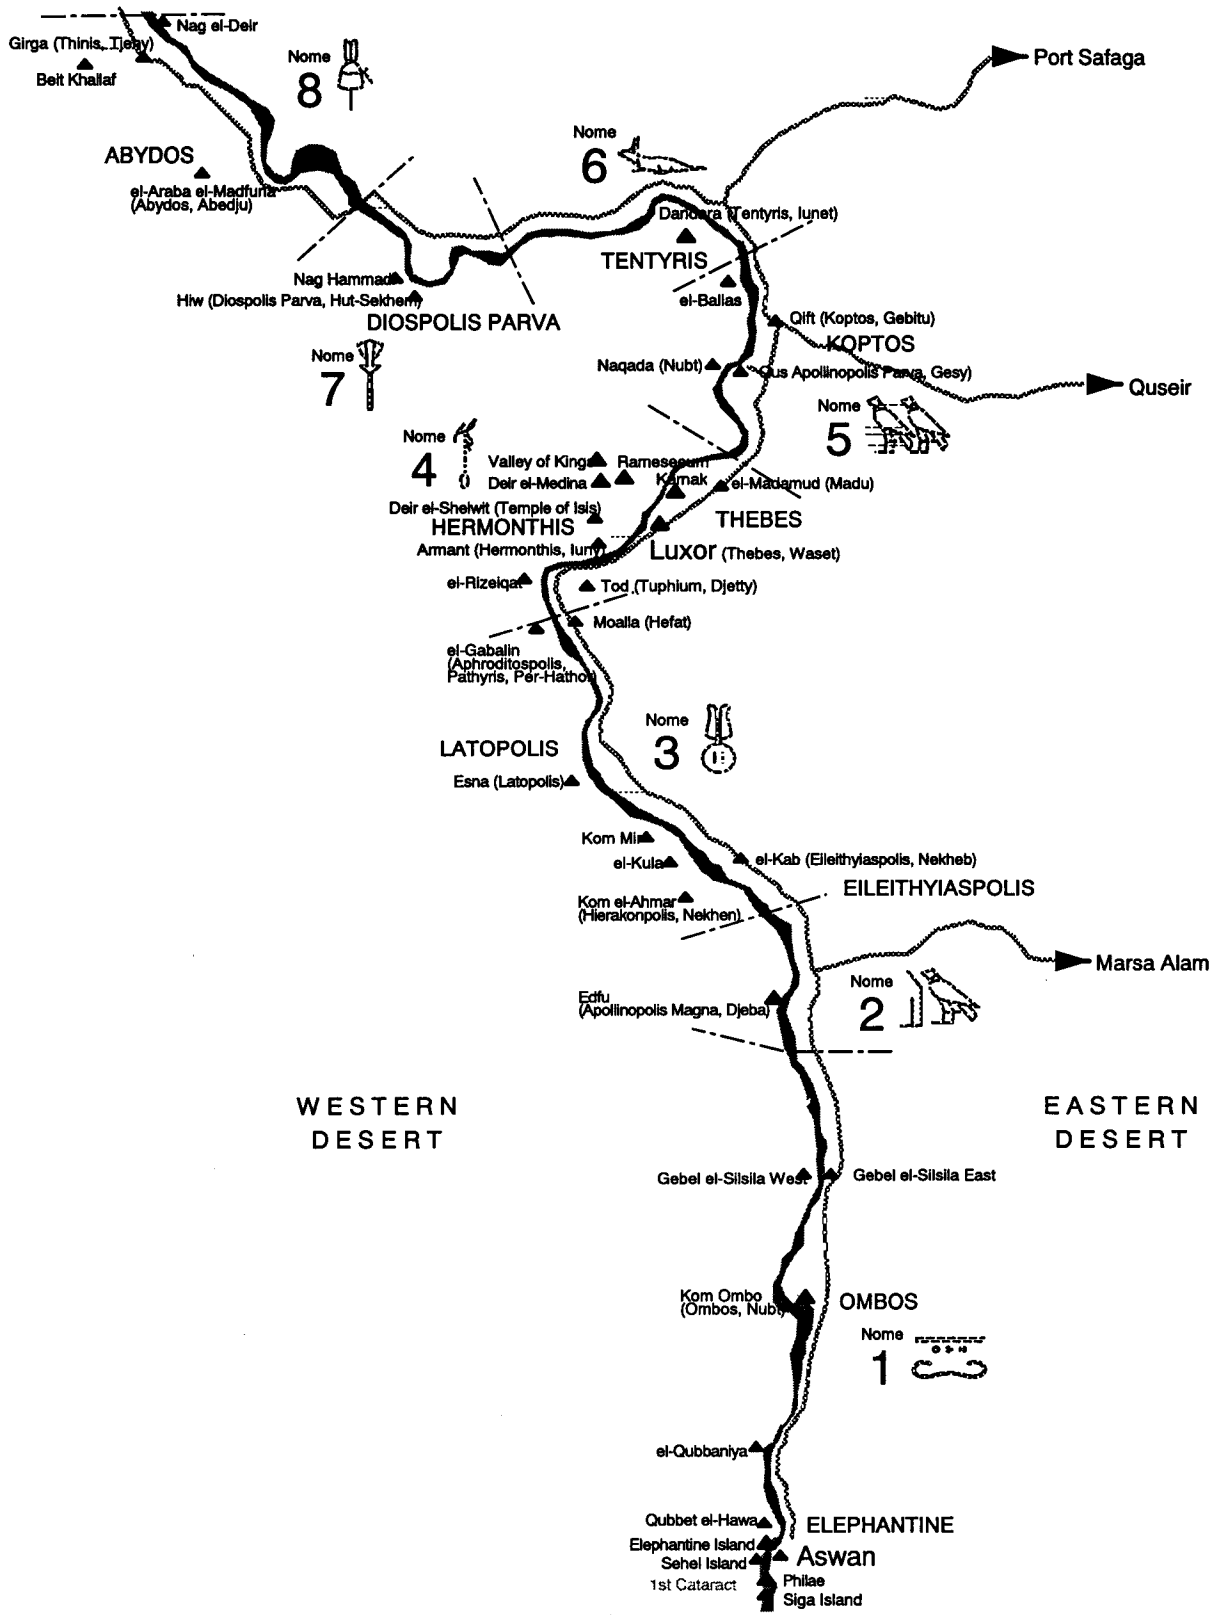 Nag el-Deir
Girga (Thinis, Tjeny)
Beit Khallaf
Nome
8
Port Safaga
ABYDOS
el-Araba el-Madfuna
(Abydos, Abedju)
Nome
6
Dandera (Tentyris, Iunet)
TENTYRIS
el-Ballas
Nag Hammadi
Hiw (Diospolis Parva, Hut-Sekhem)
DIOSPOLIS PARVA
Qift (Koptos, Gebitu)
KOPTOS
Nome
7
Naqada (Nubt)
Qus Apollinopolis Parva, Gesy)
Quseir
Nome
5
Nome
4
Valley of Kings
Rameseeum
Deir el-Medina
Karnak
el-Madamud (Madu)
Deir el-Shelwit (Temple of Isis)
HERMONTHIS
THEBES
Armant (Hermonthis, Iuny)
Luxor (Thebes, Waset)
el-Rizeiqat
Tod (Tuphium, Djetty)
Moalla (Hefat)
el-Gabalin
(Aphroditospolis,
Pathyris, Per-Hathor)
Nome
3
LATOPOLIS
Esna (Latopolis)
Kom Mir
el-Kula
el-Kab (Eileithyiaspolis, Nekheb)
EILEITHYIASPOLIS
Kom el-Ahmar
(Hierakonpolis, Nekhen)
Marsa Alam
Nome
2
Edfu
(Apollinopolis Magna, Djeba)
WESTERN
DESERT
EASTERN
DESERT
Gebel el-Silsila West
Gebel el-Silsila East
Kom Ombo
(Ombos, Nubt)
OMBOS
Nome
1
el-Qubbaniya
Qubbet el-Hawa
ELEPHANTINE
Elephantine Island
Sehel Island
Aswan
1st Cataract
Philae
Siga Island